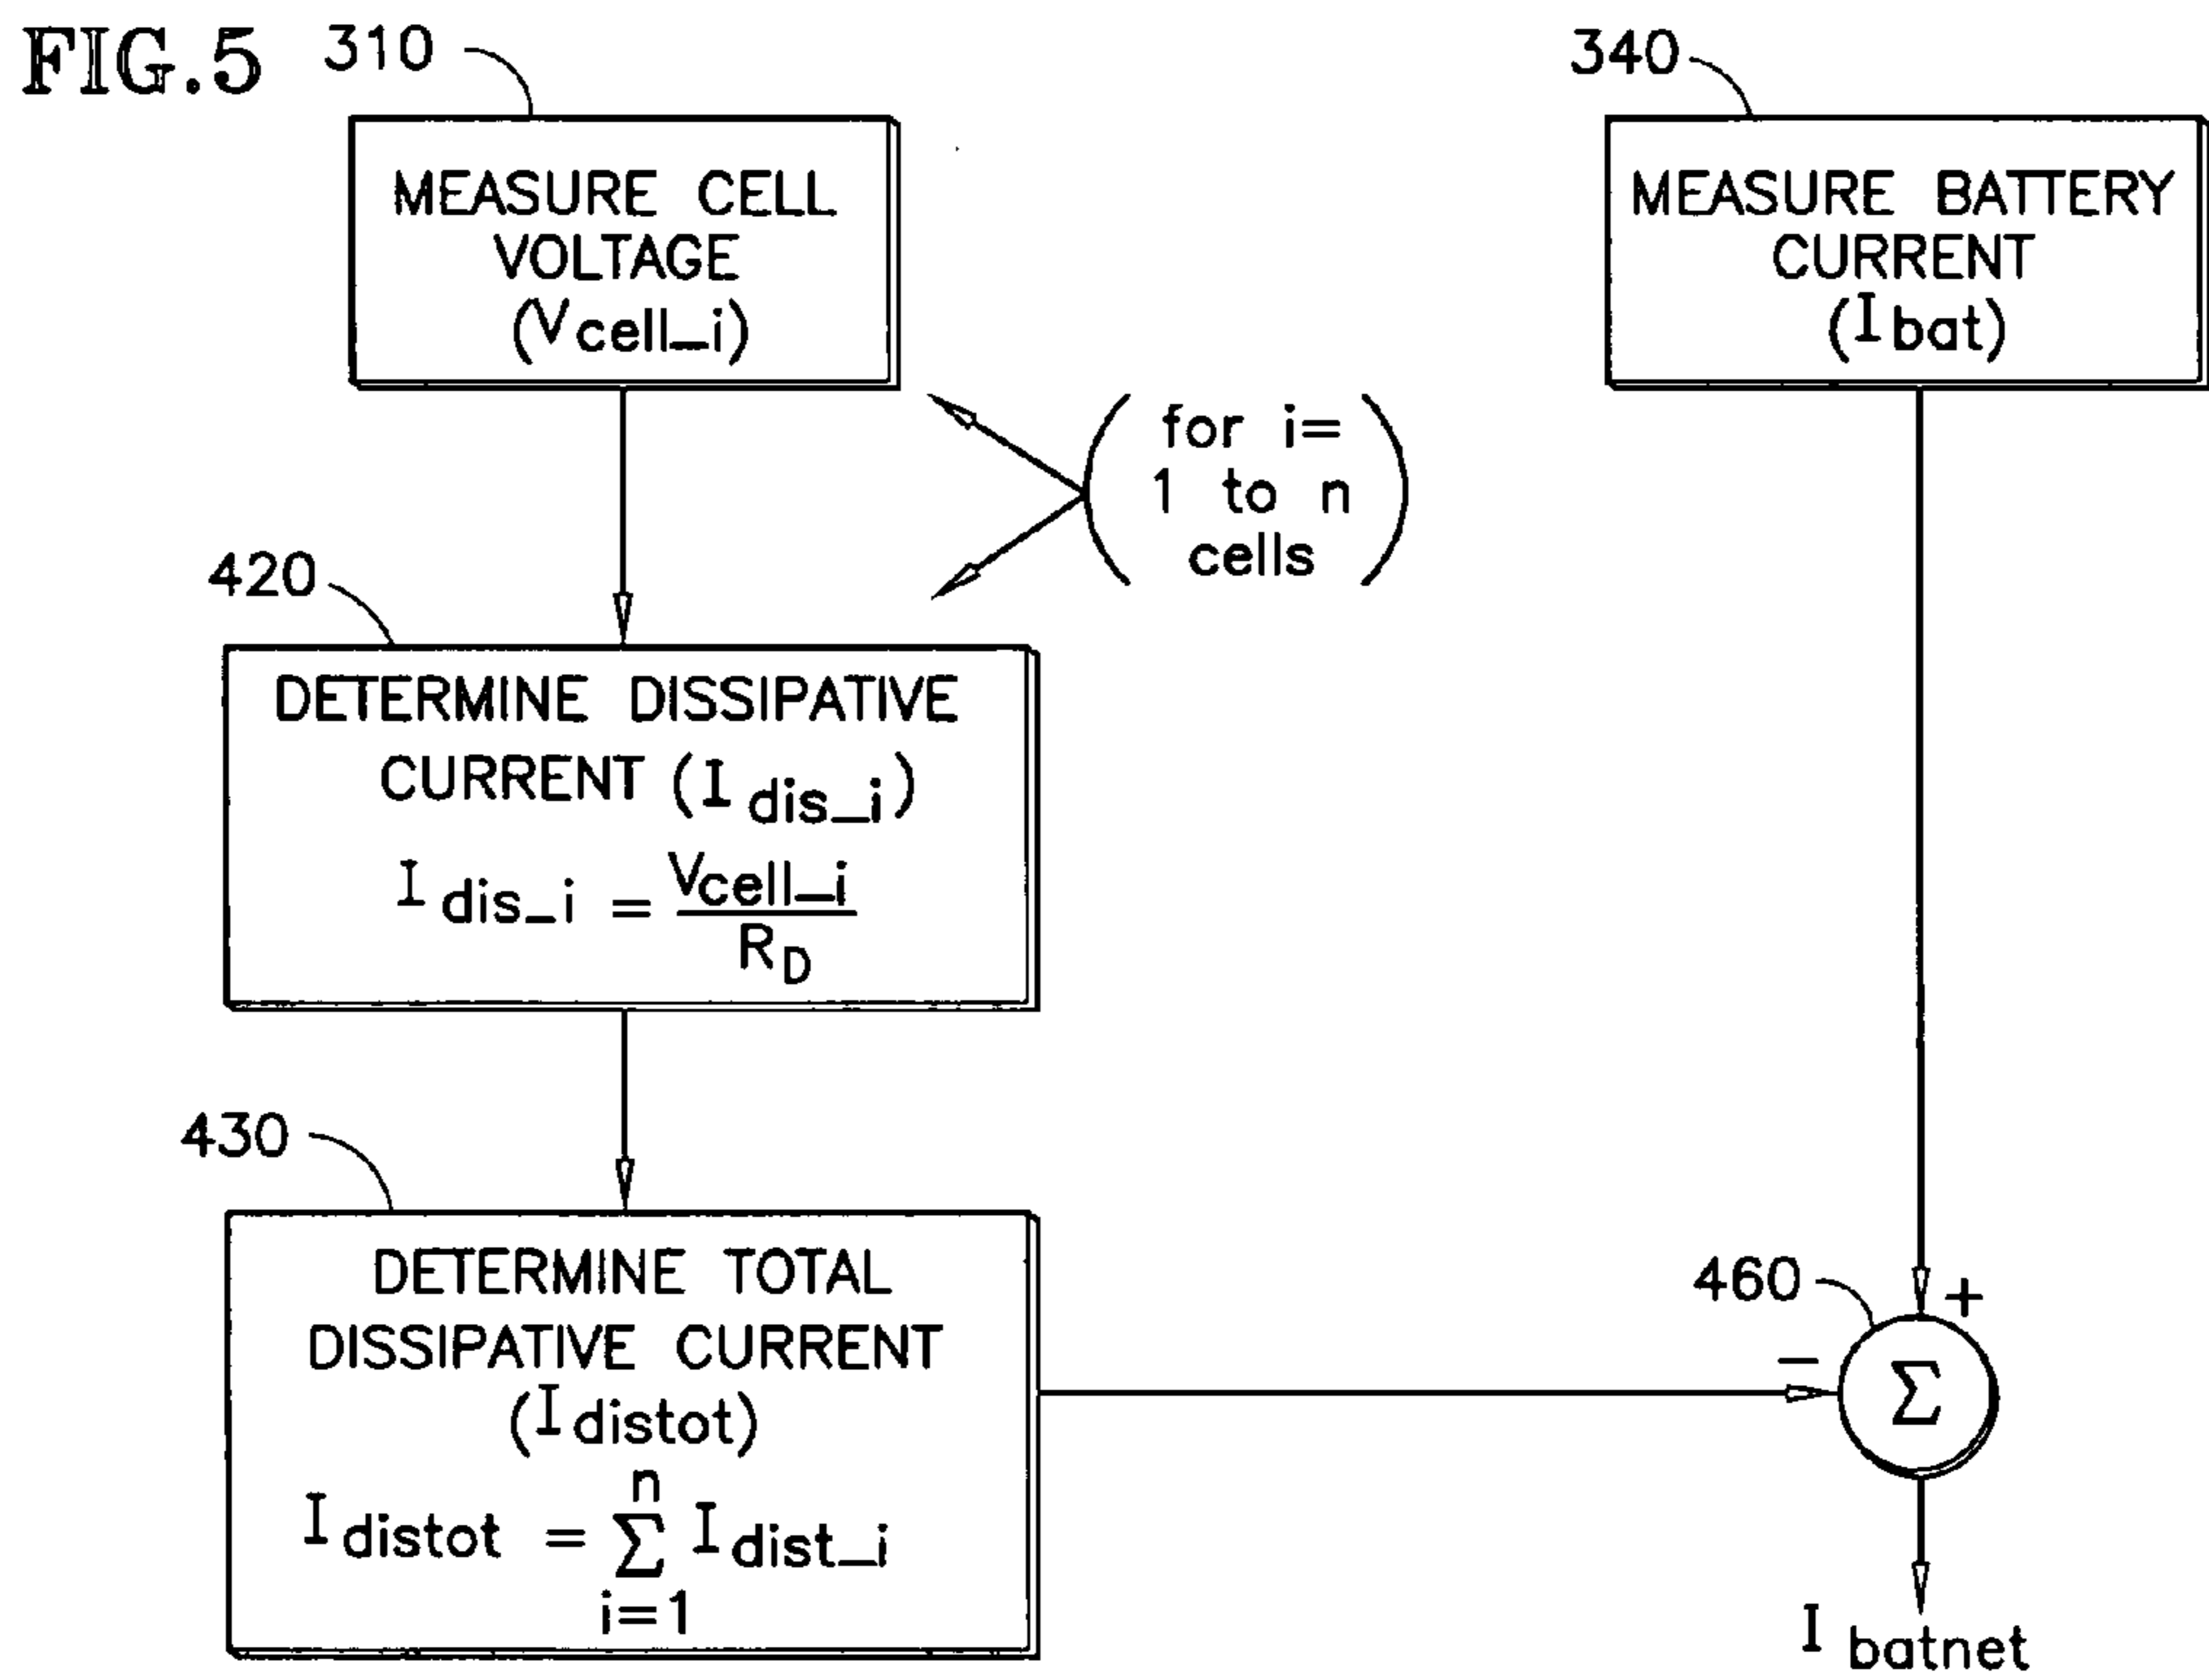 FIG.5
310
MEASURE CELL
VOLTAGE
(Vcell_i)
340
MEASURE BATTERY
CURRENT
(Ibat)
for i=
1 to n
cells
420
DETERMINE DISSIPATIVE
CURRENT (Idis_i)
Idis_i = Vcell_i / RD
430
DETERMINE TOTAL
DISSIPATIVE CURRENT
(Idistot)
n
Idistot = Σ Idist_i
i=1
460
+
−
Σ
Ibatnet